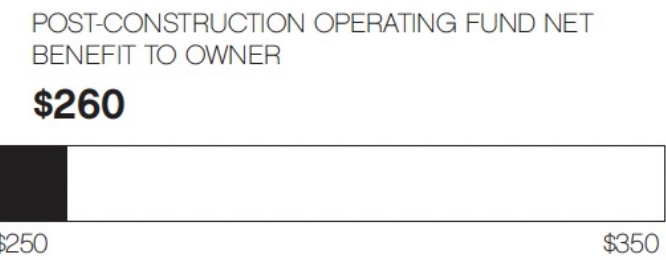 POST-CONSTRUCTION OPERATING FUND NET
BENEFIT TO OWNER
$260
$250 $350